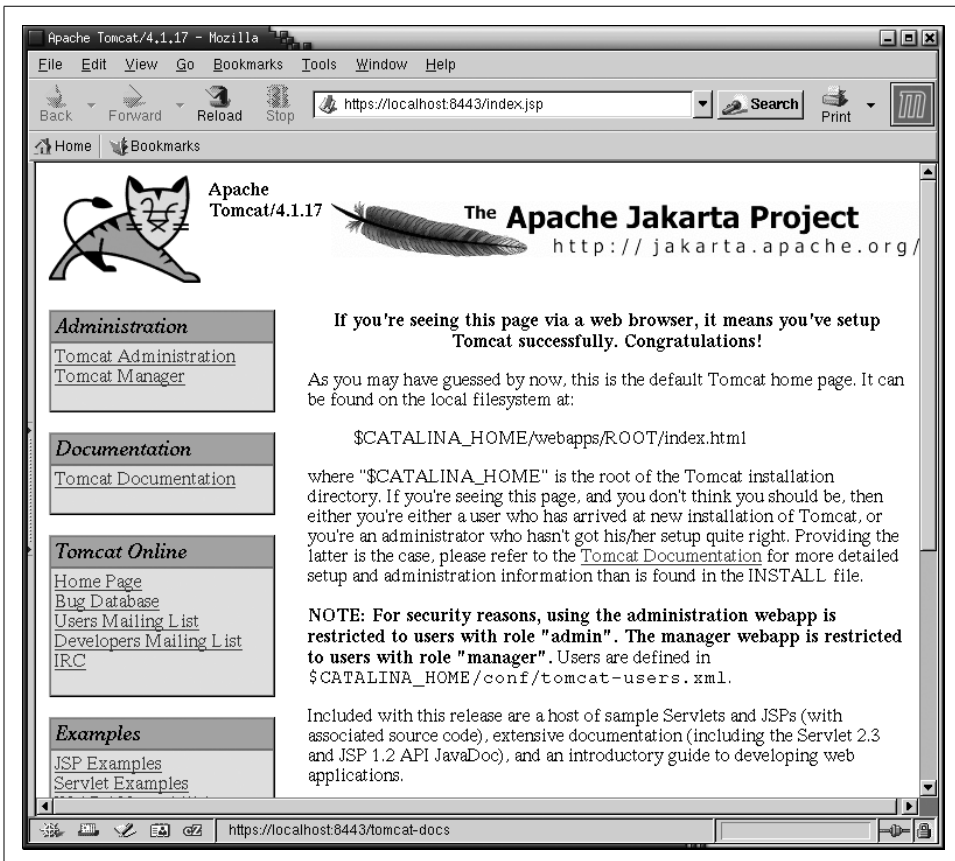 Apache Tomcat/4.1.17 - Mozilla
File Edit View Go Bookmarks Tools Window Help
Back Forward Reload Stop https://localhost:8443/index.jsp Search Print
Home Bookmarks
Apache
Tomcat/4.1.17
The Apache Jakarta Project
http://jakarta.apache.org/
Administration
Tomcat Administration
Tomcat Manager
Documentation
Tomcat Documentation
Tomcat Online
Home Page
Bug Database
Users Mailing List
Developers Mailing List
IRC
Examples
JSP Examples
Servlet Examples
If you're seeing this page via a web browser, it means you've setup
Tomcat successfully. Congratulations!
As you may have guessed by now, this is the default Tomcat home page. It can
be found on the local filesystem at:
$CATALINA_HOME/webapps/ROOT/index.html
where "$CATALINA_HOME" is the root of the Tomcat installation
directory. If you're seeing this page, and you don't think you should be, then
either you're either a user who has arrived at new installation of Tomcat, or
you're an administrator who hasn't got his/her setup quite right. Providing the
latter is the case, please refer to the Tomcat Documentation for more detailed
setup and administration information than is found in the INSTALL file.
NOTE: For security reasons, using the administration webapp is
restricted to users with role "admin". The manager webapp is restricted
to users with role "manager". Users are defined in
$CATALINA_HOME/conf/tomcat-users.xml.
Included with this release are a host of sample Servlets and JSPs (with
associated source code), extensive documentation (including the Servlet 2.3
and JSP 1.2 API JavaDoc), and an introductory guide to developing web
applications.
https://localhost:8443/tomcat-docs